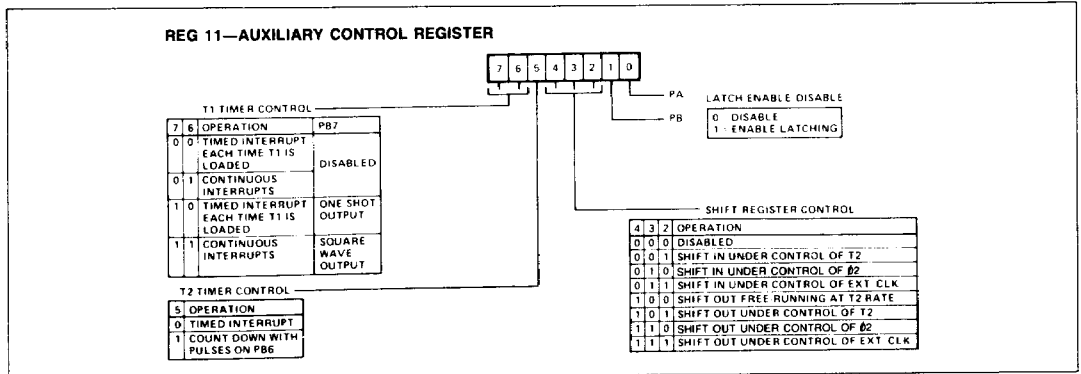 REG 11—AUXILIARY CONTROL REGISTER
7 6 5 4 3 2 1 0
PA
PB
LATCH ENABLE DISABLE
0 DISABLE
1 : ENABLE LATCHING
T1 TIMER CONTROL
7 6 OPERATION PB7
0 0 TIMED INTERRUPT
EACH TIME T1 IS
LOADED
DISABLED
0 1 CONTINUOUS
INTERRUPTS
1 0 TIMED INTERRUPT ONE SHOT
EACH TIME T1 IS OUTPUT
LOADED
1 1 CONTINUOUS SQUARE
INTERRUPTS WAVE
OUTPUT
T2 TIMER CONTROL
5 OPERATION
0 TIMED INTERRUPT
1 COUNT DOWN WITH
PULSES ON PB6
SHIFT REGISTER CONTROL
4 3 2 OPERATION
0 0 0 DISABLED
0 0 1 SHIFT IN UNDER CONTROL OF T2
0 1 0 SHIFT IN UNDER CONTROL OF ø2
0 1 1 SHIFT IN UNDER CONTROL OF EXT CLK
1 0 0 SHIFT OUT FREE RUNNING AT T2 RATE
1 0 1 SHIFT OUT UNDER CONTROL OF T2
1 1 0 SHIFT OUT UNDER CONTROL OF ø2
1 1 1 SHIFT OUT UNDER CONTROL OF EXT CLK